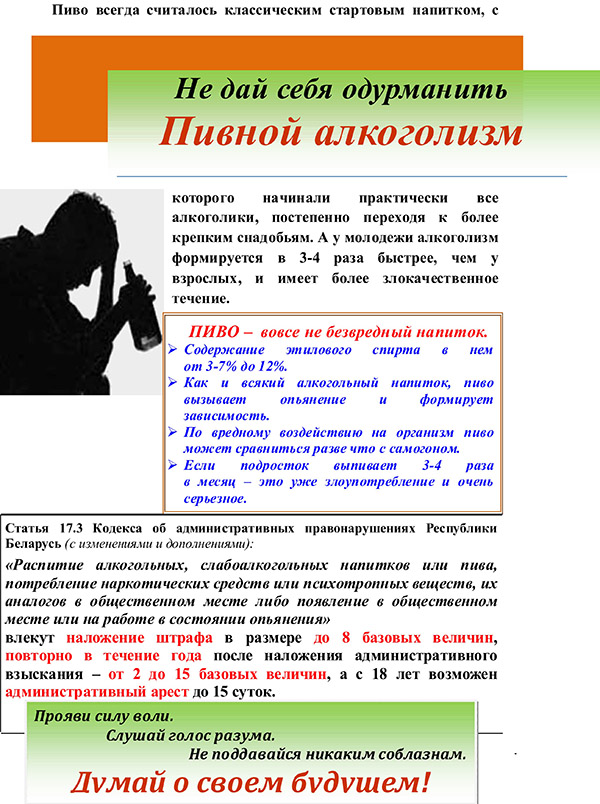 Пиво всегда считалось классическим стартовым напитком, с
Не дай себя одурманить
Пивной алкоголизм
которого начинали практически все
алкоголики, постепенно переходя к более
крепким снадобьям. А у молодежи алкоголизм
формируется в 3-4 раза быстрее, чем у
взрослых, и имеет более злокачественное
течение.
ПИВО – вовсе не безвредный напиток.
➢ Содержание этилового спирта в нем
от 3-7% до 12%.
➢ Как и всякий алкогольный напиток, пиво
вызывает опьянение и формирует
зависимость.
➢ По вредному воздействию на организм пиво
может сравниться разве что с самогоном.
➢ Если подросток выпивает 3-4 раза
в месяц – это уже злоупотребление и очень
серьезное.
Статья 17.3 Кодекса об административных правонарушениях Республики
Беларусь (с изменениями и дополнениями):
«Распитие алкогольных, слабоалкогольных напитков или пива,
потребление наркотических средств или психотропных веществ, их
аналогов в общественном месте либо появление в общественном
месте или на работе в состоянии опьянения»
влекут наложение штрафа в размере до 8 базовых величин,
повторно в течение года после наложения административного
взыскания – от 2 до 15 базовых величин, а с 18 лет возможен
административный арест до 15 суток.
Прояви силу воли.
Слушай голос разума.
Не поддавайся никаким соблазнам.
Думай о своем будущем!